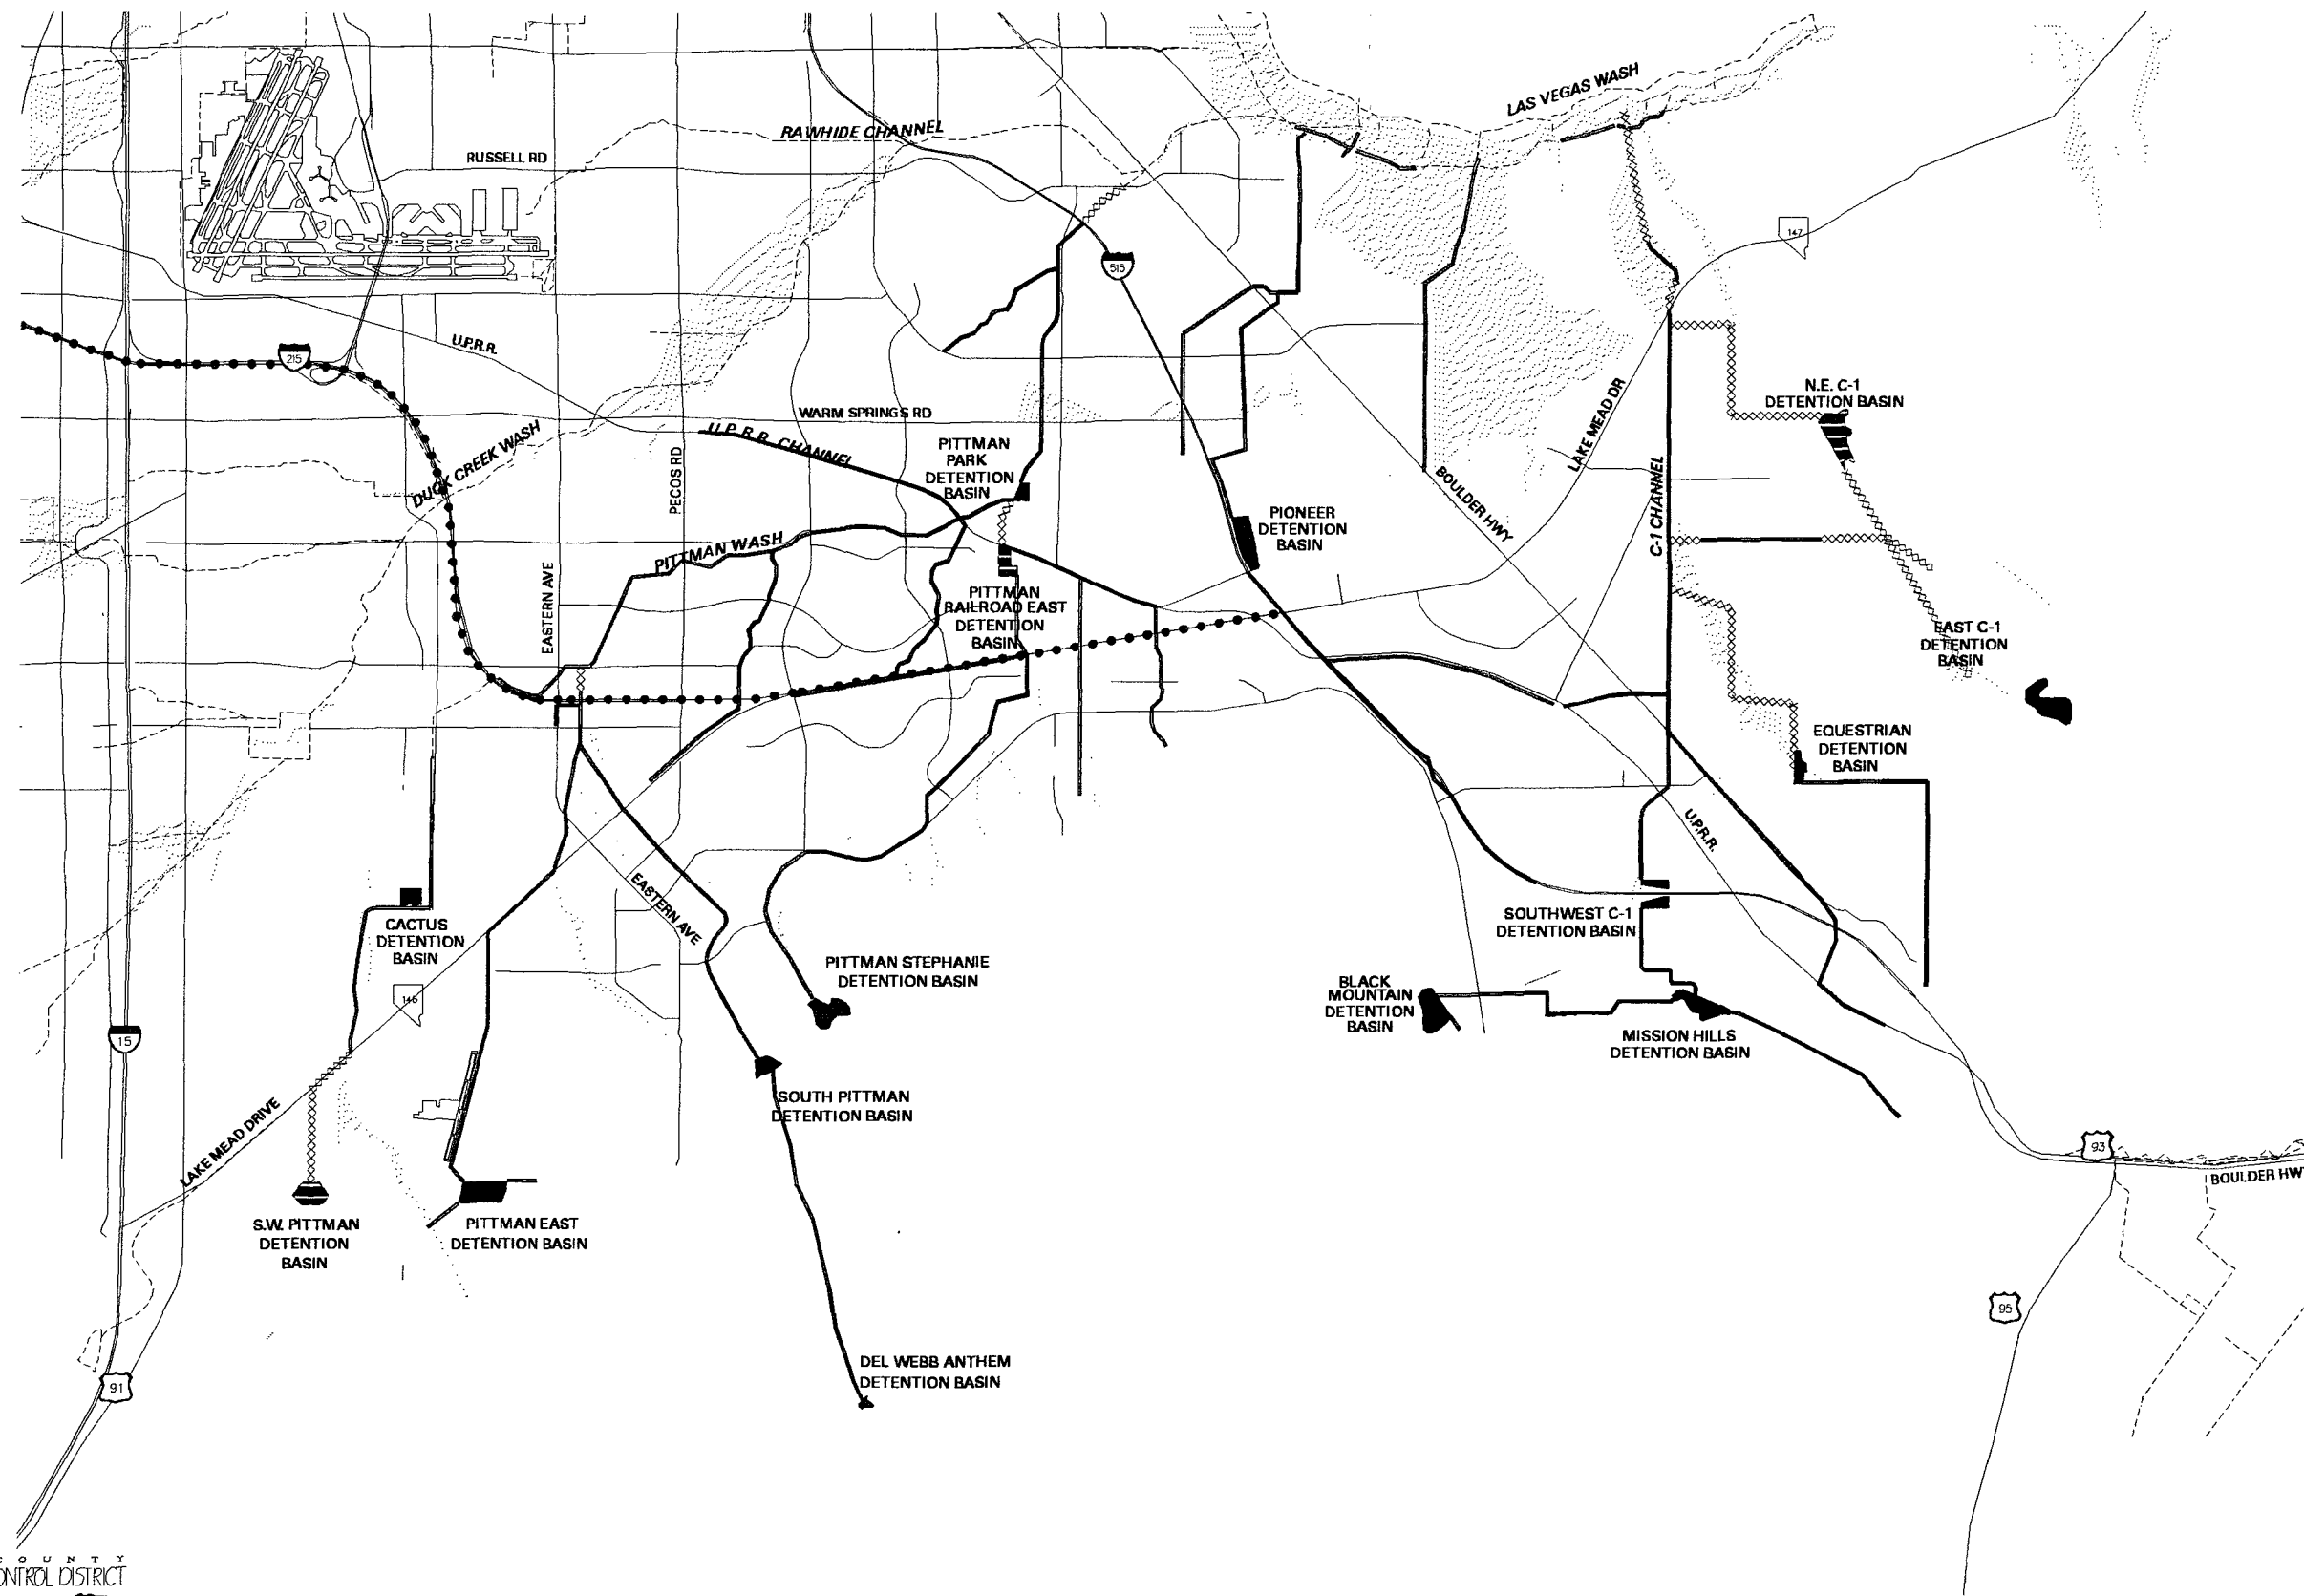 LAS VEGAS WASH
RAWHIDE CHANNEL
RUSSELL RD
147
515
U.P.R.R.
215
N.E. C-1
DETENTION BASIN
WARM SPRINGS RD
LAKE MEAD DR
U.P.R.R. CHANNEL
DUCK CREEK WASH
PITTMAN
PARK
DETENTION
BASIN
PECOS RD
BOULDER HWY
C-1 CHANNEL
PIONEER
DETENTION
BASIN
PITTMAN WASH
EASTERN AVE
PITTMAN
RAILROAD EAST
DETENTION
BASIN
EAST C-1
DETENTION
BASIN
EQUESTRIAN
DETENTION
BASIN
U.P.R.R.
EASTERN AVE
CACTUS
DETENTION
BASIN
SOUTHWEST C-1
DETENTION BASIN
PITTMAN STEPHANIE
DETENTION BASIN
BLACK
MOUNTAIN
DETENTION
BASIN
146
15
MISSION HILLS
DETENTION BASIN
SOUTH PITTMAN
DETENTION BASIN
LAKE MEAD DRIVE
93
BOULDER HW
S.W. PITTMAN
DETENTION
BASIN
PITTMAN EAST
DETENTION BASIN
95
DEL WEBB ANTHEM
DETENTION BASIN
91
COUNTY
ONTROL DISTRICT